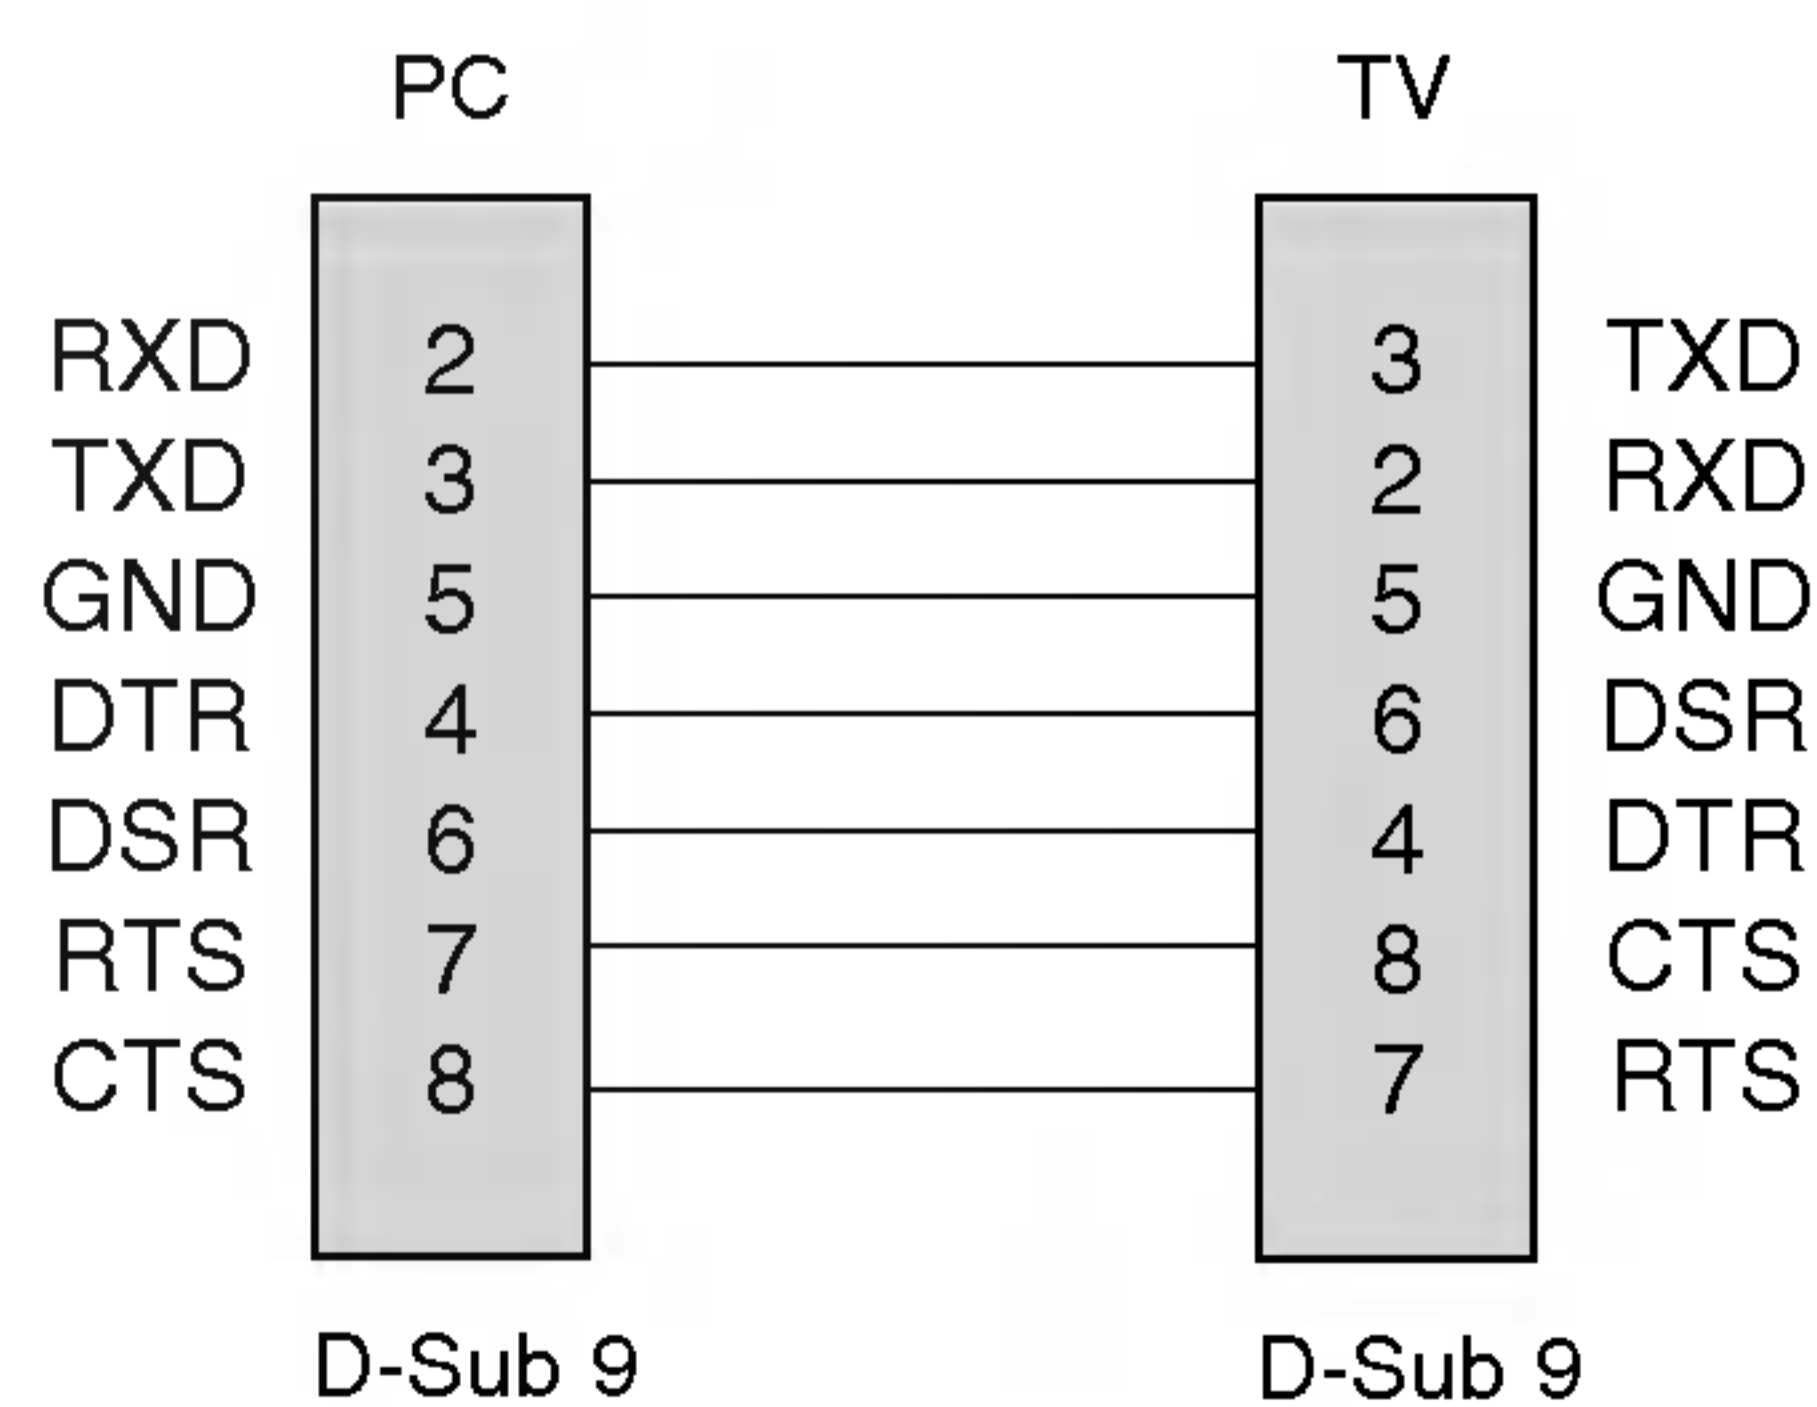 PC TV
RXD 2 3 TXD
TXD 3 2 RXD
GND 5 5 GND
DTR 4 6 DSR
DSR 6 4 DTR
RTS 7 8 CTS
CTS 8 7 RTS
D-Sub 9 D-Sub 9